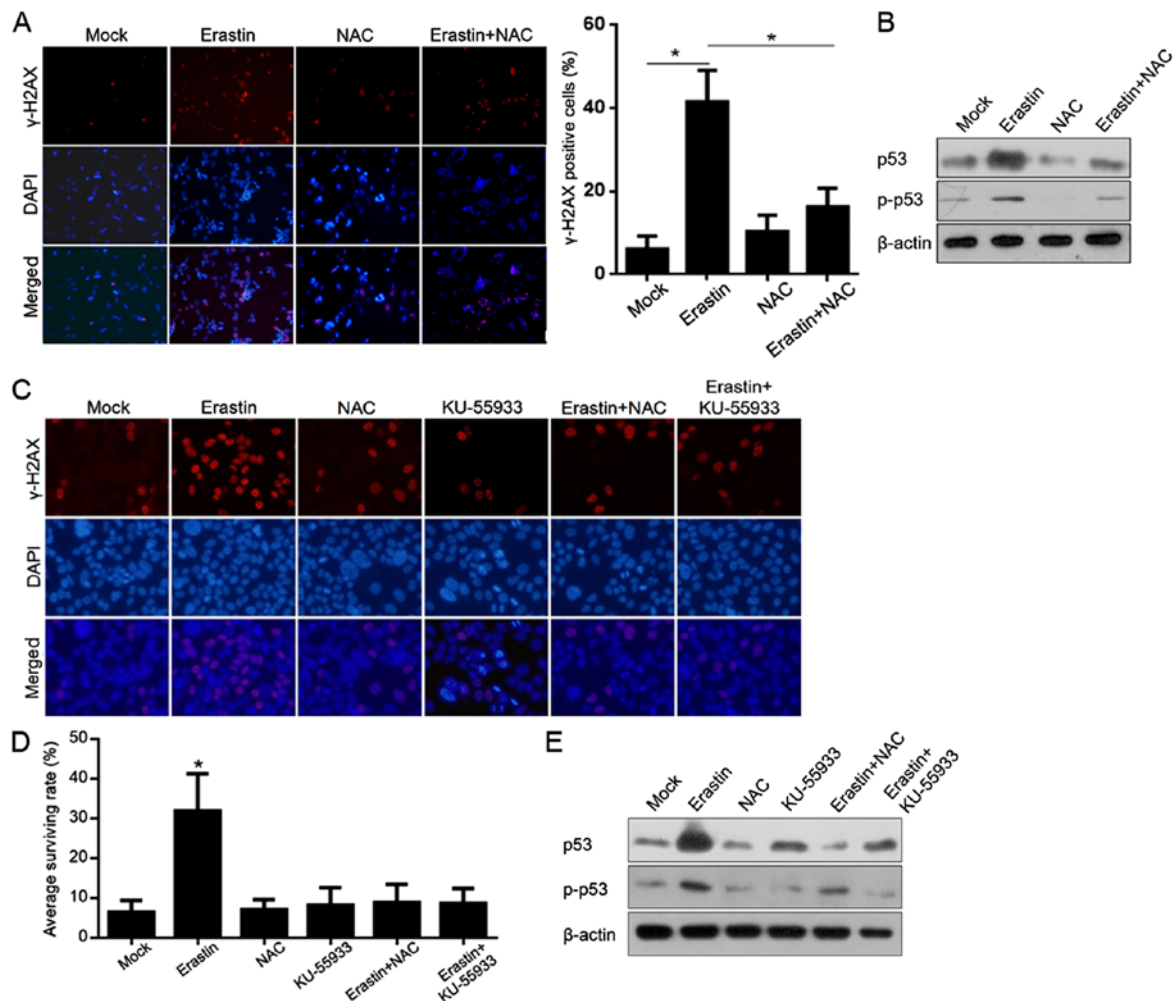 A
Mock Erastin NAC Erastin+NAC
γ-H2AX
DAPI
Merged
γ-H2AX positive cells (%)
60
40
20
0
* *
Mock Erastin NAC Erastin+NAC
B
Mock Erastin NAC Erastin+NAC
p53
p-p53
β-actin
C
Mock Erastin NAC KU-55933 Erastin+NAC Erastin+
KU-55933
γ-H2AX
DAPI
Merged
D
Average surviving rate (%)
50
40
30
20
10
0
*
Mock Erastin NAC KU-55933 Erastin+NAC Erastin+
KU-55933
E
Mock Erastin NAC KU-55933 Erastin+NAC Erastin+
KU-55933
p53
p-p53
β-actin